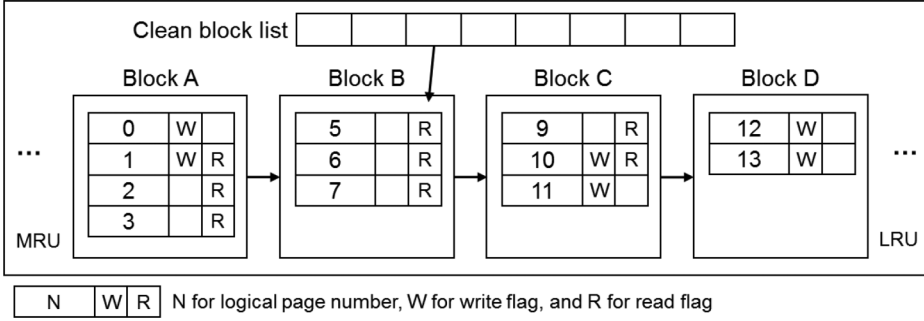 Clean block list
Block A Block B Block C Block D
0 W 5 R 9 R 12 W
... 1 W R 6 R 10 W R 13 W ...
2 R 7 R 11 W
3 R
MRU LRU
N W R N for logical page number, W for write flag, and R for read flag